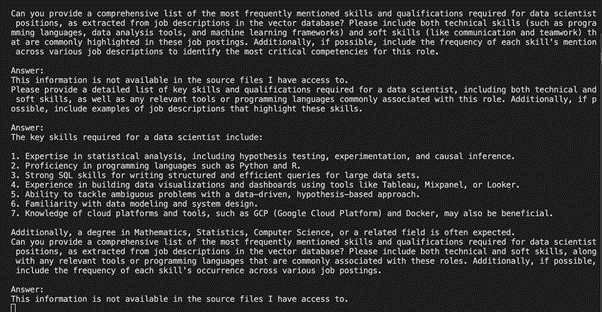 Can you provide a comprehensive list of the most frequently mentioned skills and qualifications required for data scientist
 positions, as extracted from job descriptions in the vector database? Please include both technical skills (such as progra
mming languages, data analysis tools, and machine learning frameworks) and soft skills (like communication and teamwork) th
at are commonly highlighted in these job postings. Additionally, if possible, include the frequency of each skill's mention
 across various job descriptions to identify the most critical competencies for this role.

Answer:
This information is not available in the source files I have access to.
Please provide a detailed list of key skills and qualifications required for a data scientist, including both technical and
 soft skills, as well as any relevant tools or programming languages commonly associated with this role. Additionally, if p
ossible, include examples of job descriptions that highlight these skills.

Answer:
The key skills required for a data scientist include:

1. Expertise in statistical analysis, including hypothesis testing, experimentation, and causal inference.
2. Proficiency in programming languages such as Python and R.
3. Strong SQL skills for writing structured and efficient queries for large data sets.
4. Experience in building data visualizations and dashboards using tools like Tableau, Mixpanel, or Looker.
5. Ability to tackle ambiguous problems with a data-driven, hypothesis-based approach.
6. Familiarity with data modeling and system design.
7. Knowledge of cloud platforms and tools, such as GCP (Google Cloud Platform) and Docker, may also be beneficial.

Additionally, a degree in Mathematics, Statistics, Computer Science, or a related field is often expected.
Can you provide a comprehensive list of the most frequently mentioned skills and qualifications required for data scientist
 positions, as extracted from job descriptions in the vector database? Please include both technical and soft skills, along
 with any relevant tools or programming languages that are commonly associated with these roles. Additionally, if possible,
 include the frequency of each skill's occurrence across various job postings.

Answer:
This information is not available in the source files I have access to.